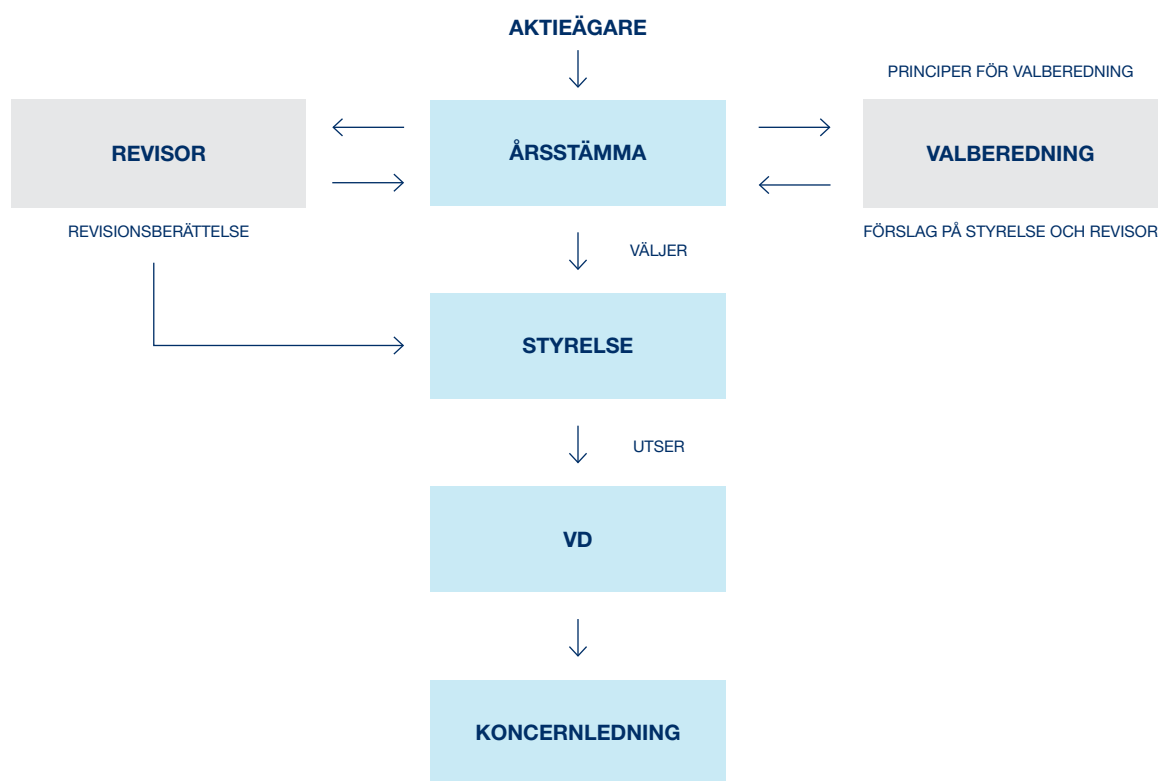 AKTIEÄGARE
PRINCIPER FÖR VALBEREDNING
REVISOR
ÅRSSTÄMMA
VALBEREDNING
REVISIONSBERÄTTELSE
FÖRSLAG PÅ STYRELSE OCH REVISOR
VÄLJER
STYRELSE
UTSER
VD
KONCERNLEDNING